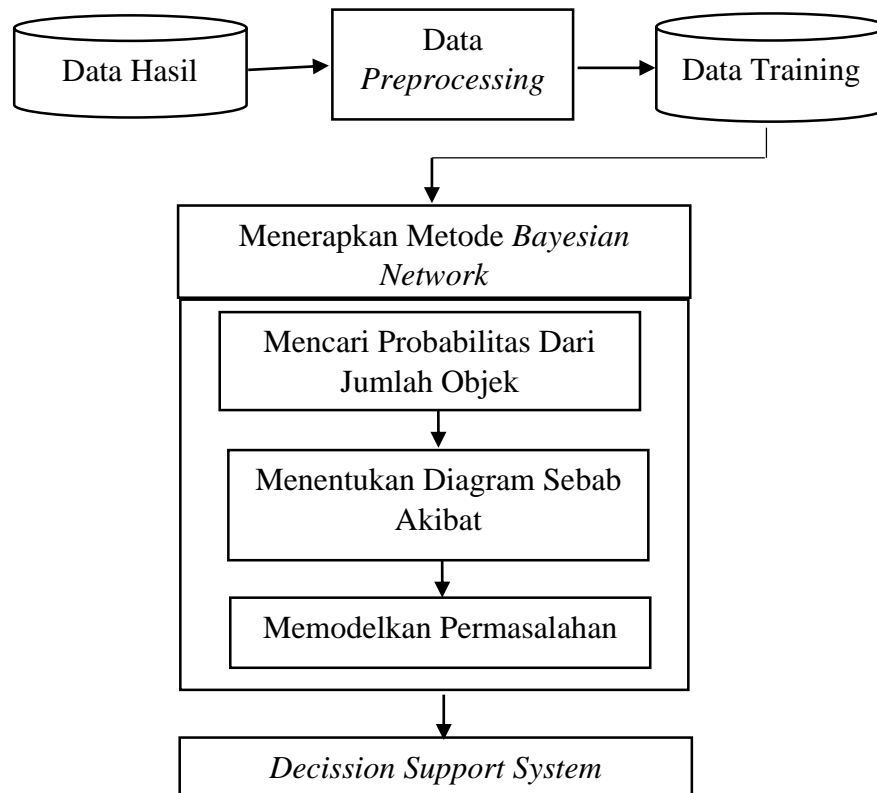 Data Hasil
Data
Preprocessing
Data Training
Menerapkan Metode Bayesian
Network
Mencari Probabilitas Dari
Jumlah Objek
Menentukan Diagram Sebab
Akibat
Memodelkan Permasalahan
Decission Support System